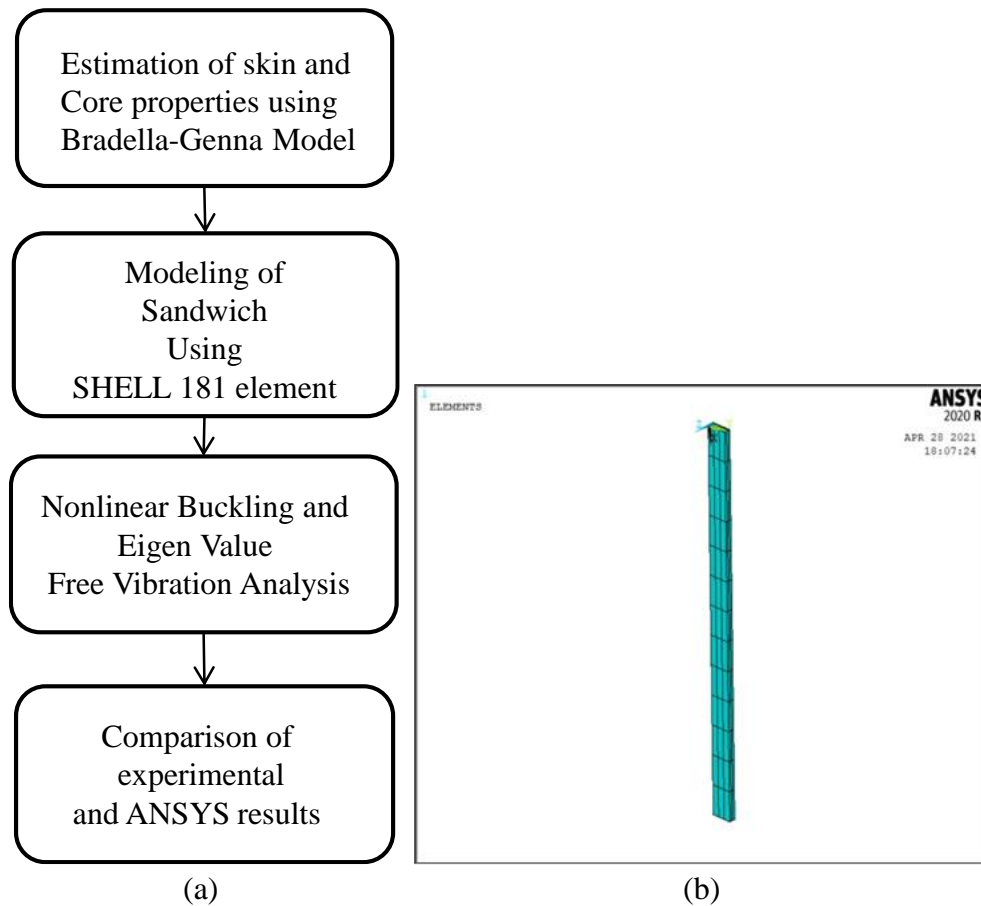 Estimation of skin and
Core properties using
Bradella-Genna Model
Modeling of
Sandwich
Using
SHELL 181 element
Nonlinear Buckling and
Eigen Value
Free Vibration Analysis
Comparison of
experimental
and ANSYS results
(a)
1
ELEMENTS
ANSYS
2020 R
APR 28 2021
18:07:24
(b)